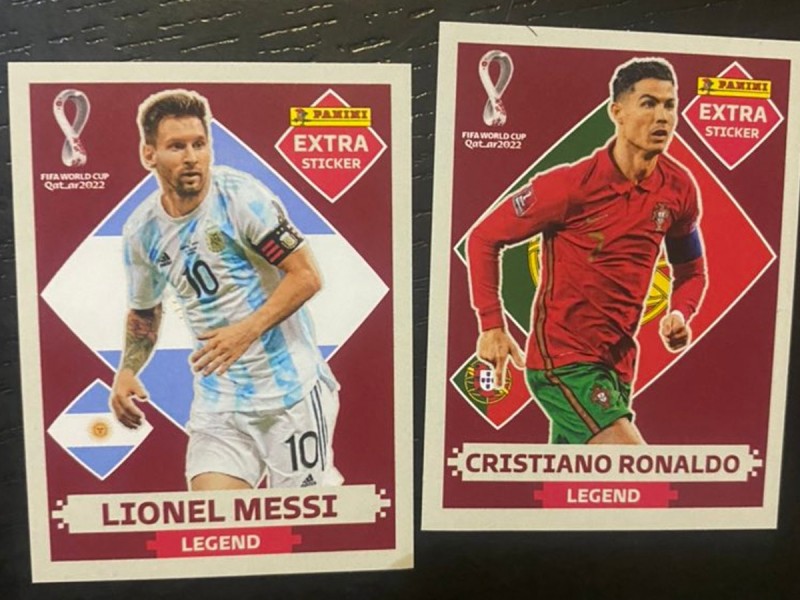 FIFA WORLD CUP
Qatar2022
PANINI
EXTRA
STICKER
10
10
LIONEL MESSI
LEGEND
FIFA WORLD CUP
Qatar2022
PANINI
EXTRA
STICKER
7
CRISTIANO RONALDO
LEGEND